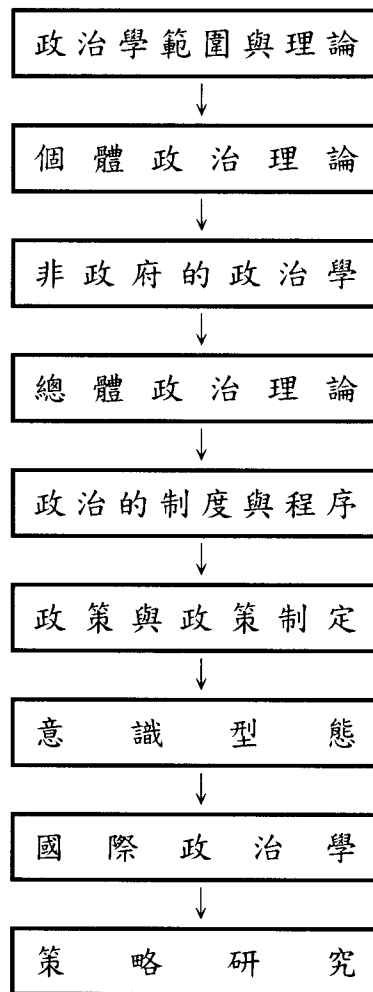 政治學範圍與理論
個體政治理論
非政府的政治學
總體政治理論
政治的制度與程序
政策與政策制定
意識型態
國際政治學
策略研究